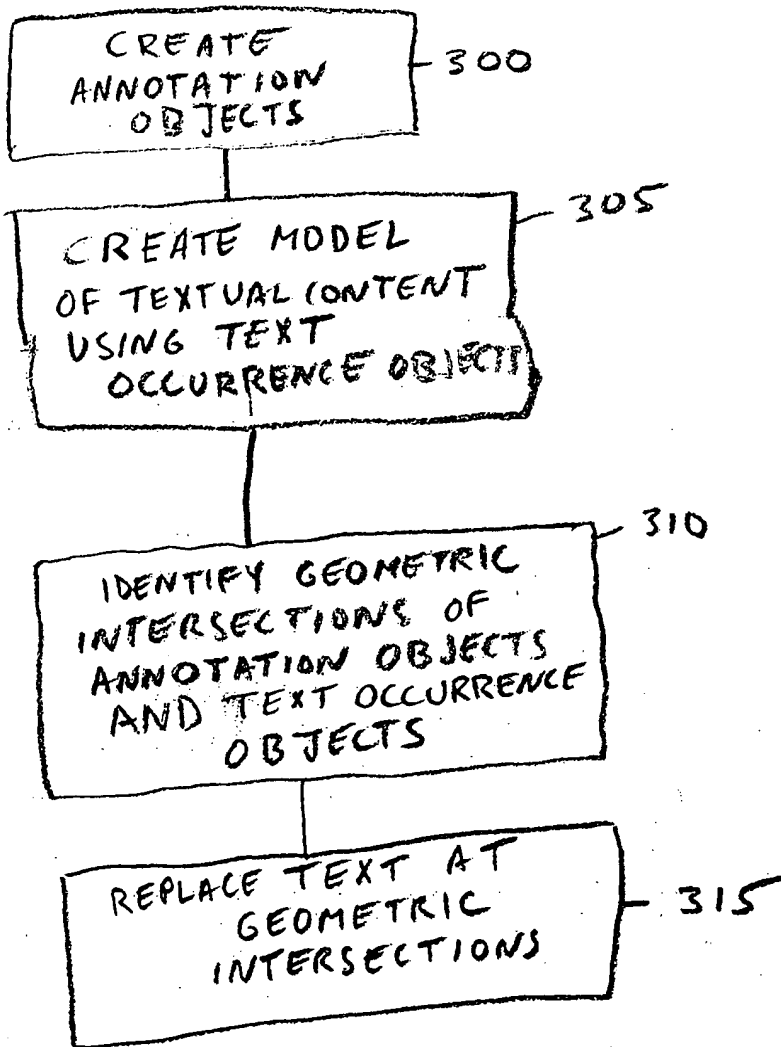 CREATE
ANNOTATION
OBJECTS
300
CREATE MODEL
OF TEXTUAL CONTENT
USING TEXT
OCCURRENCE OBJECTS
305
IDENTIFY GEOMETRIC
INTERSECTIONS OF
ANNOTATION OBJECTS
AND TEXT OCCURRENCE
OBJECTS
310
REPLACE TEXT AT
GEOMETRIC
INTERSECTIONS
315